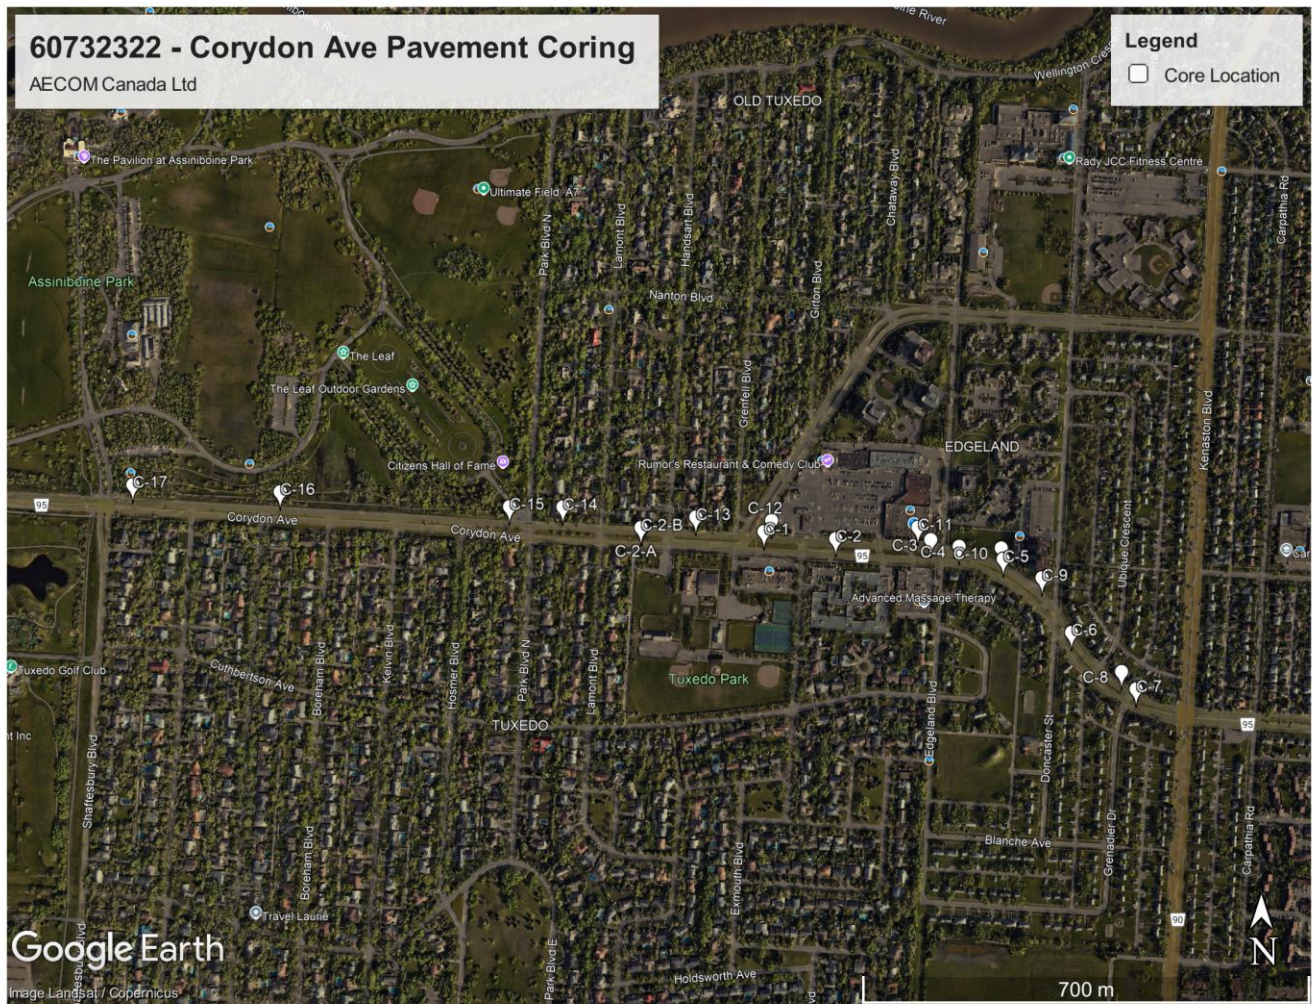 60732322 - Corydon Ave Pavement Coring
AECOM Canada Ltd
Legend
Core Location
OLD TUXEDO
The Pavilion at Assiniboine Park
Rady JCC Fitness Centre
Ultimate Field A7
Park Blvd N
Lamont Blvd
Handsart Blvd
Chataway Blvd
Carpathia Rd
Assiniboine Park
Nanton Blvd
Girton Blvd
The Leaf
The Leaf Outdoor Gardens
Grenfell Blvd
Kenaston Blvd
EDGELAND
Citizens Hall of Fame
Rumor's Restaurant & Comedy Club
C-17
C-16
C-15
C-14
C-2-B
C-13
C-12
C-1
C-2
C-11
95
Corydon Ave
Corydon Ave
C-2-A
95
C-3
C-4
C-10
C-5
C-9
Ubique Crescent
Advanced Massage Therapy
C-6
C-8
C-7
Tuxedo Golf Club
Cuthbertson Ave
Boreham Blvd
Kelvin Blvd
Hosmer Blvd
Park Blvd N
Lamont Blvd
Tuxedo Park
TUXEDO
Edgeland Blvd
Doncaster St
95
nt Inc
Shaftesbury Blvd
Boreham Blvd
Exmouth Blvd
Blanche Ave
Grenadier Dr
Carpathia Rd
Travel Laurie
90
Google Earth
N
Park Blvd E
Holdsworth Ave
700 m
Image Landsat / Copernicus